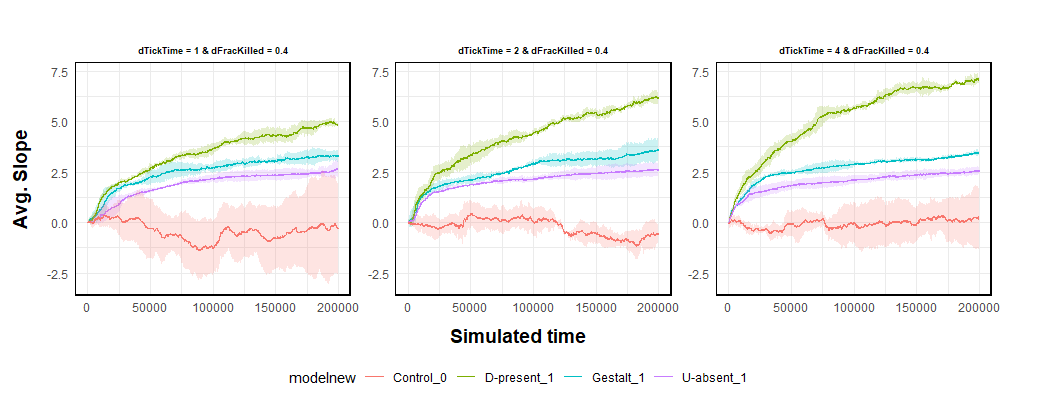 dTickTime = 1 & dFracKilled = 0.4
dTickTime = 2 & dFracKilled = 0.4
dTickTime = 4 & dFracKilled = 0.4
Avg. Slope
7.5
5.0
2.5
0.0
-2.5
0 50000 100000 150000 200000
7.5
5.0
2.5
0.0
-2.5
0 50000 100000 150000 200000
7.5
5.0
2.5
0.0
-2.5
0 50000 100000 150000 200000
Simulated time
modelnew Control_0 D-present_1 Gestalt_1 U-absent_1